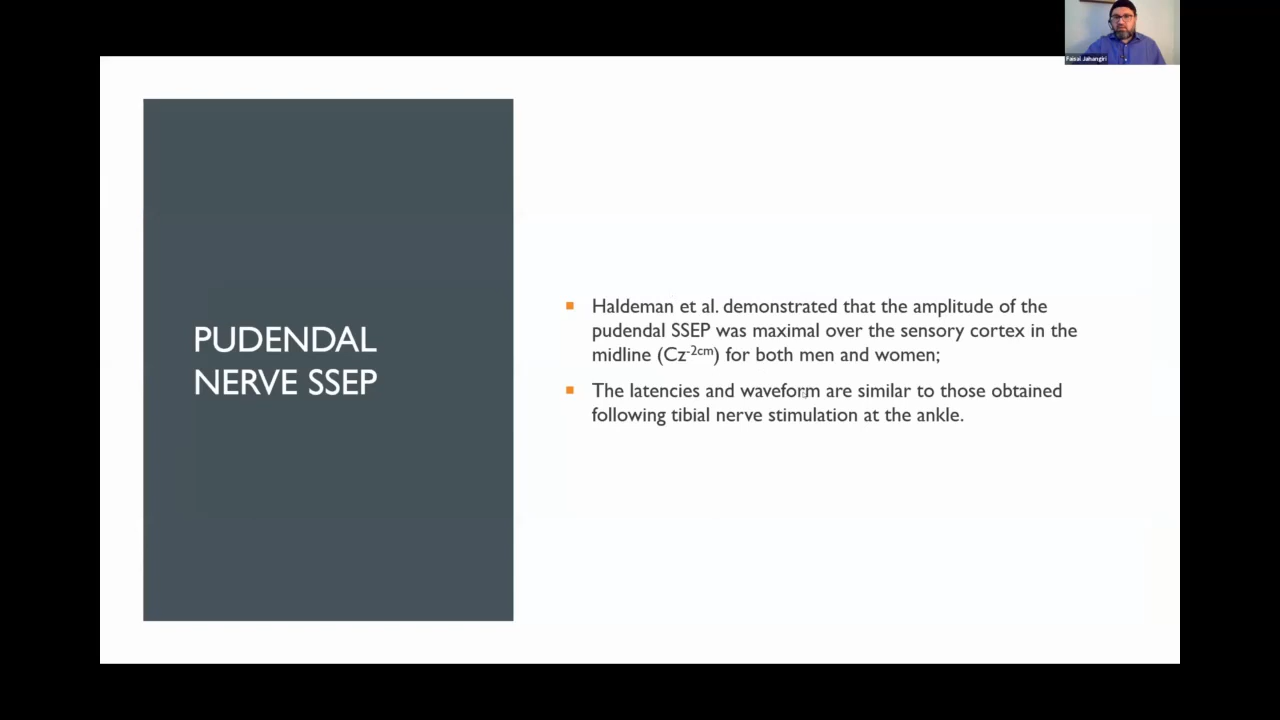 Faisal Jahangiri
PUDENDAL
NERVE SSEP
Haldeman et al. demonstrated that the amplitude of the
pudendal SSEP was maximal over the sensory cortex in the
midline (Cz-2cm) for both men and women;
The latencies and waveform are similar to those obtained
following tibial nerve stimulation at the ankle.